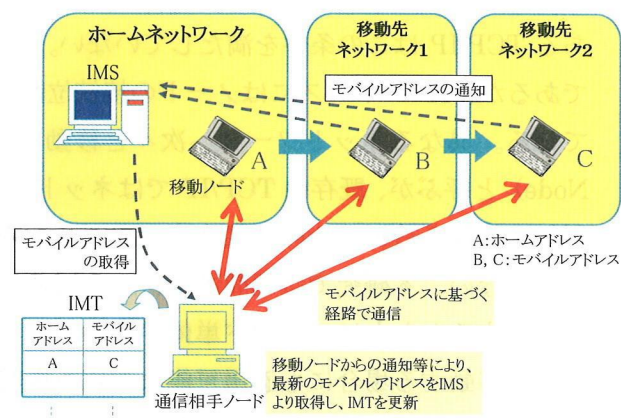 ホームネットワーク
移動先
ネットワーク1
移動先
ネットワーク2
IMS
モバイルアドレスの通知
A
B
C
移動ノード
A:ホームアドレス
B, C:モバイルアドレス
モバイルアドレス
の取得
モバイルアドレスに基づく
経路で通信
IMT
ホーム
アドレス
モバイル
アドレス
A
C
通信相手ノード
移動ノードからの通知等により、
最新のモバイルアドレスをIMS
より取得し、IMTを更新